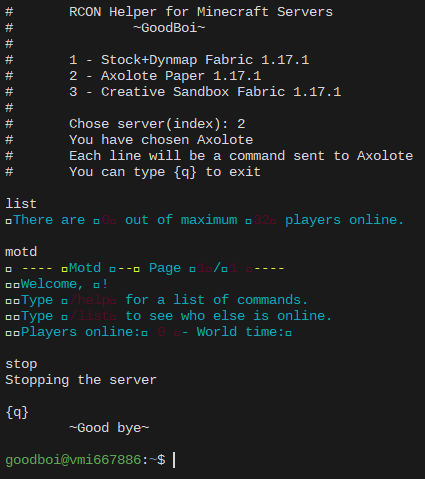 # RCON Helper for Minecraft Servers
# ~GoodBoi~
#
# 1 - Stock+Dynmap Fabric 1.17.1
# 2 - Axolote Paper 1.17.1
# 3 - Creative Sandbox Fabric 1.17.1
#
# Chose server(index): 2
# You have chosen Axolote
# Each line will be a command sent to Axolote
# You can type {q} to exit
list
There are 0 out of maximum 32 players online.
motd
---- Motd -- Page 1/1 ----
Welcome, !
Type /help for a list of commands.
Type /list to see who else is online.
Players online: 0 - World time:
stop
Stopping the server
{q}
~Good bye~
goodboi@vmi667886:~$